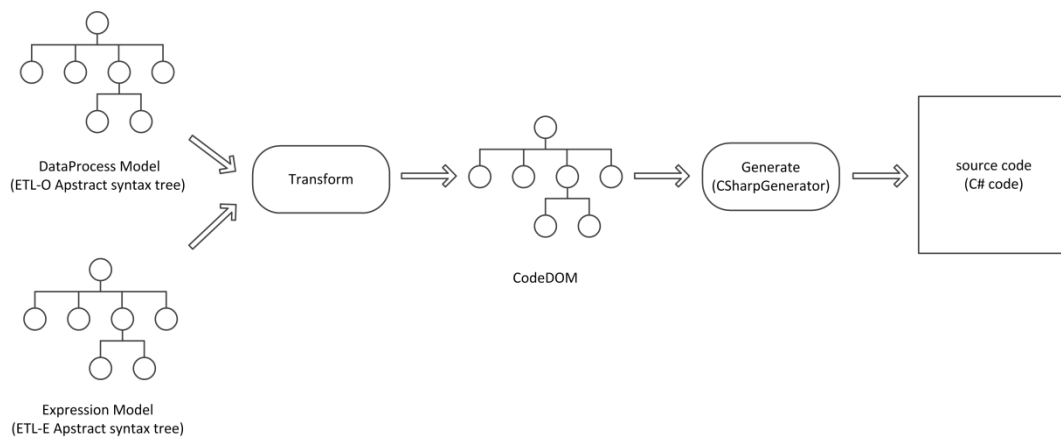 DataProcess Model
(ETL-O Apstract syntax tree)
Transform
CodeDOM
Generate
(CSharpGenerator)
source code
(C# code)
Expression Model
(ETL-E Apstract syntax tree)